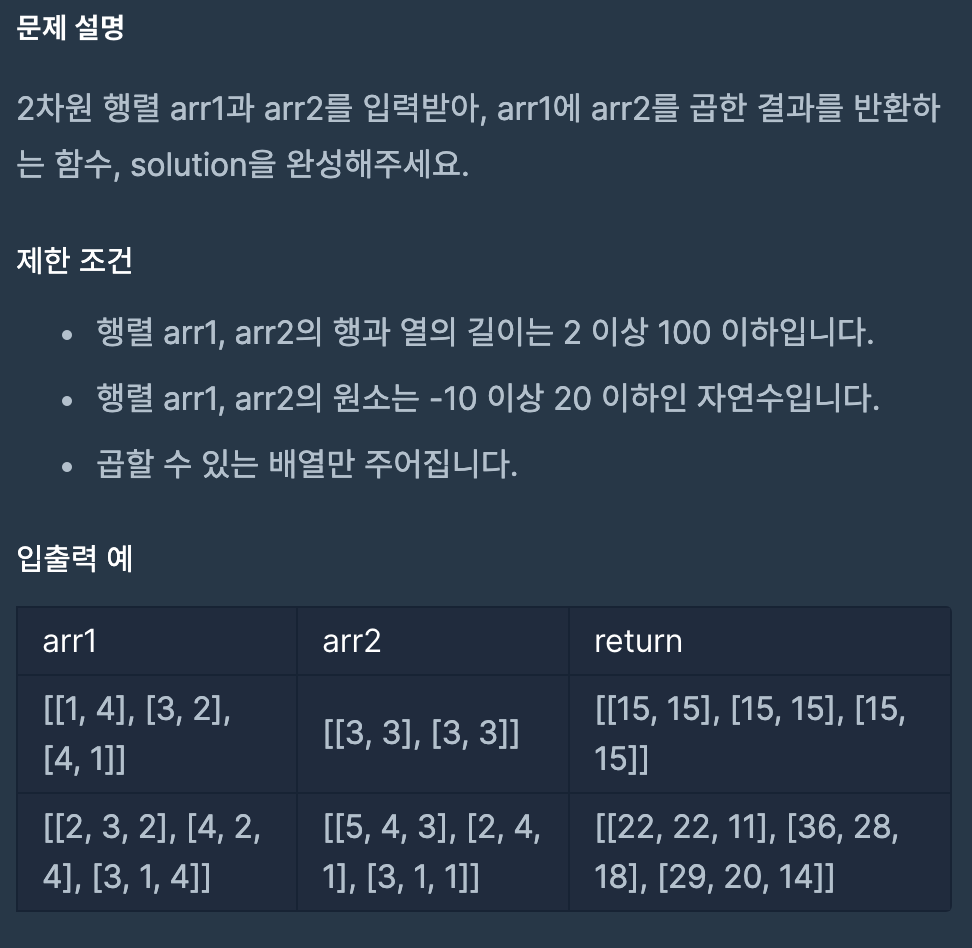 문제 설명
2차원 행렬 arr1과 arr2를 입력받아, arr1에 arr2를 곱한 결과를 반환하
는 함수, solution을 완성해주세요.
제한 조건
• 행렬 arr1, arr2의 행과 열의 길이는 2 이상 100 이하입니다.
• 행렬 arr1, arr2의 원소는 -10 이상 20 이하인 자연수입니다.
• 곱할 수 있는 배열만 주어집니다.
입출력 예
arr1 arr2 return
[[1, 4], [3, 2], [[3, 3], [3, 3]] [[15, 15], [15, 15], [15,
[4, 1]] 15]]
[[2, 3, 2], [4, 2, [[5, 4, 3], [2, 4, [[22, 22, 11], [36, 28,
4], [3, 1, 4]] 1], [3, 1, 1]] 18], [29, 20, 14]]